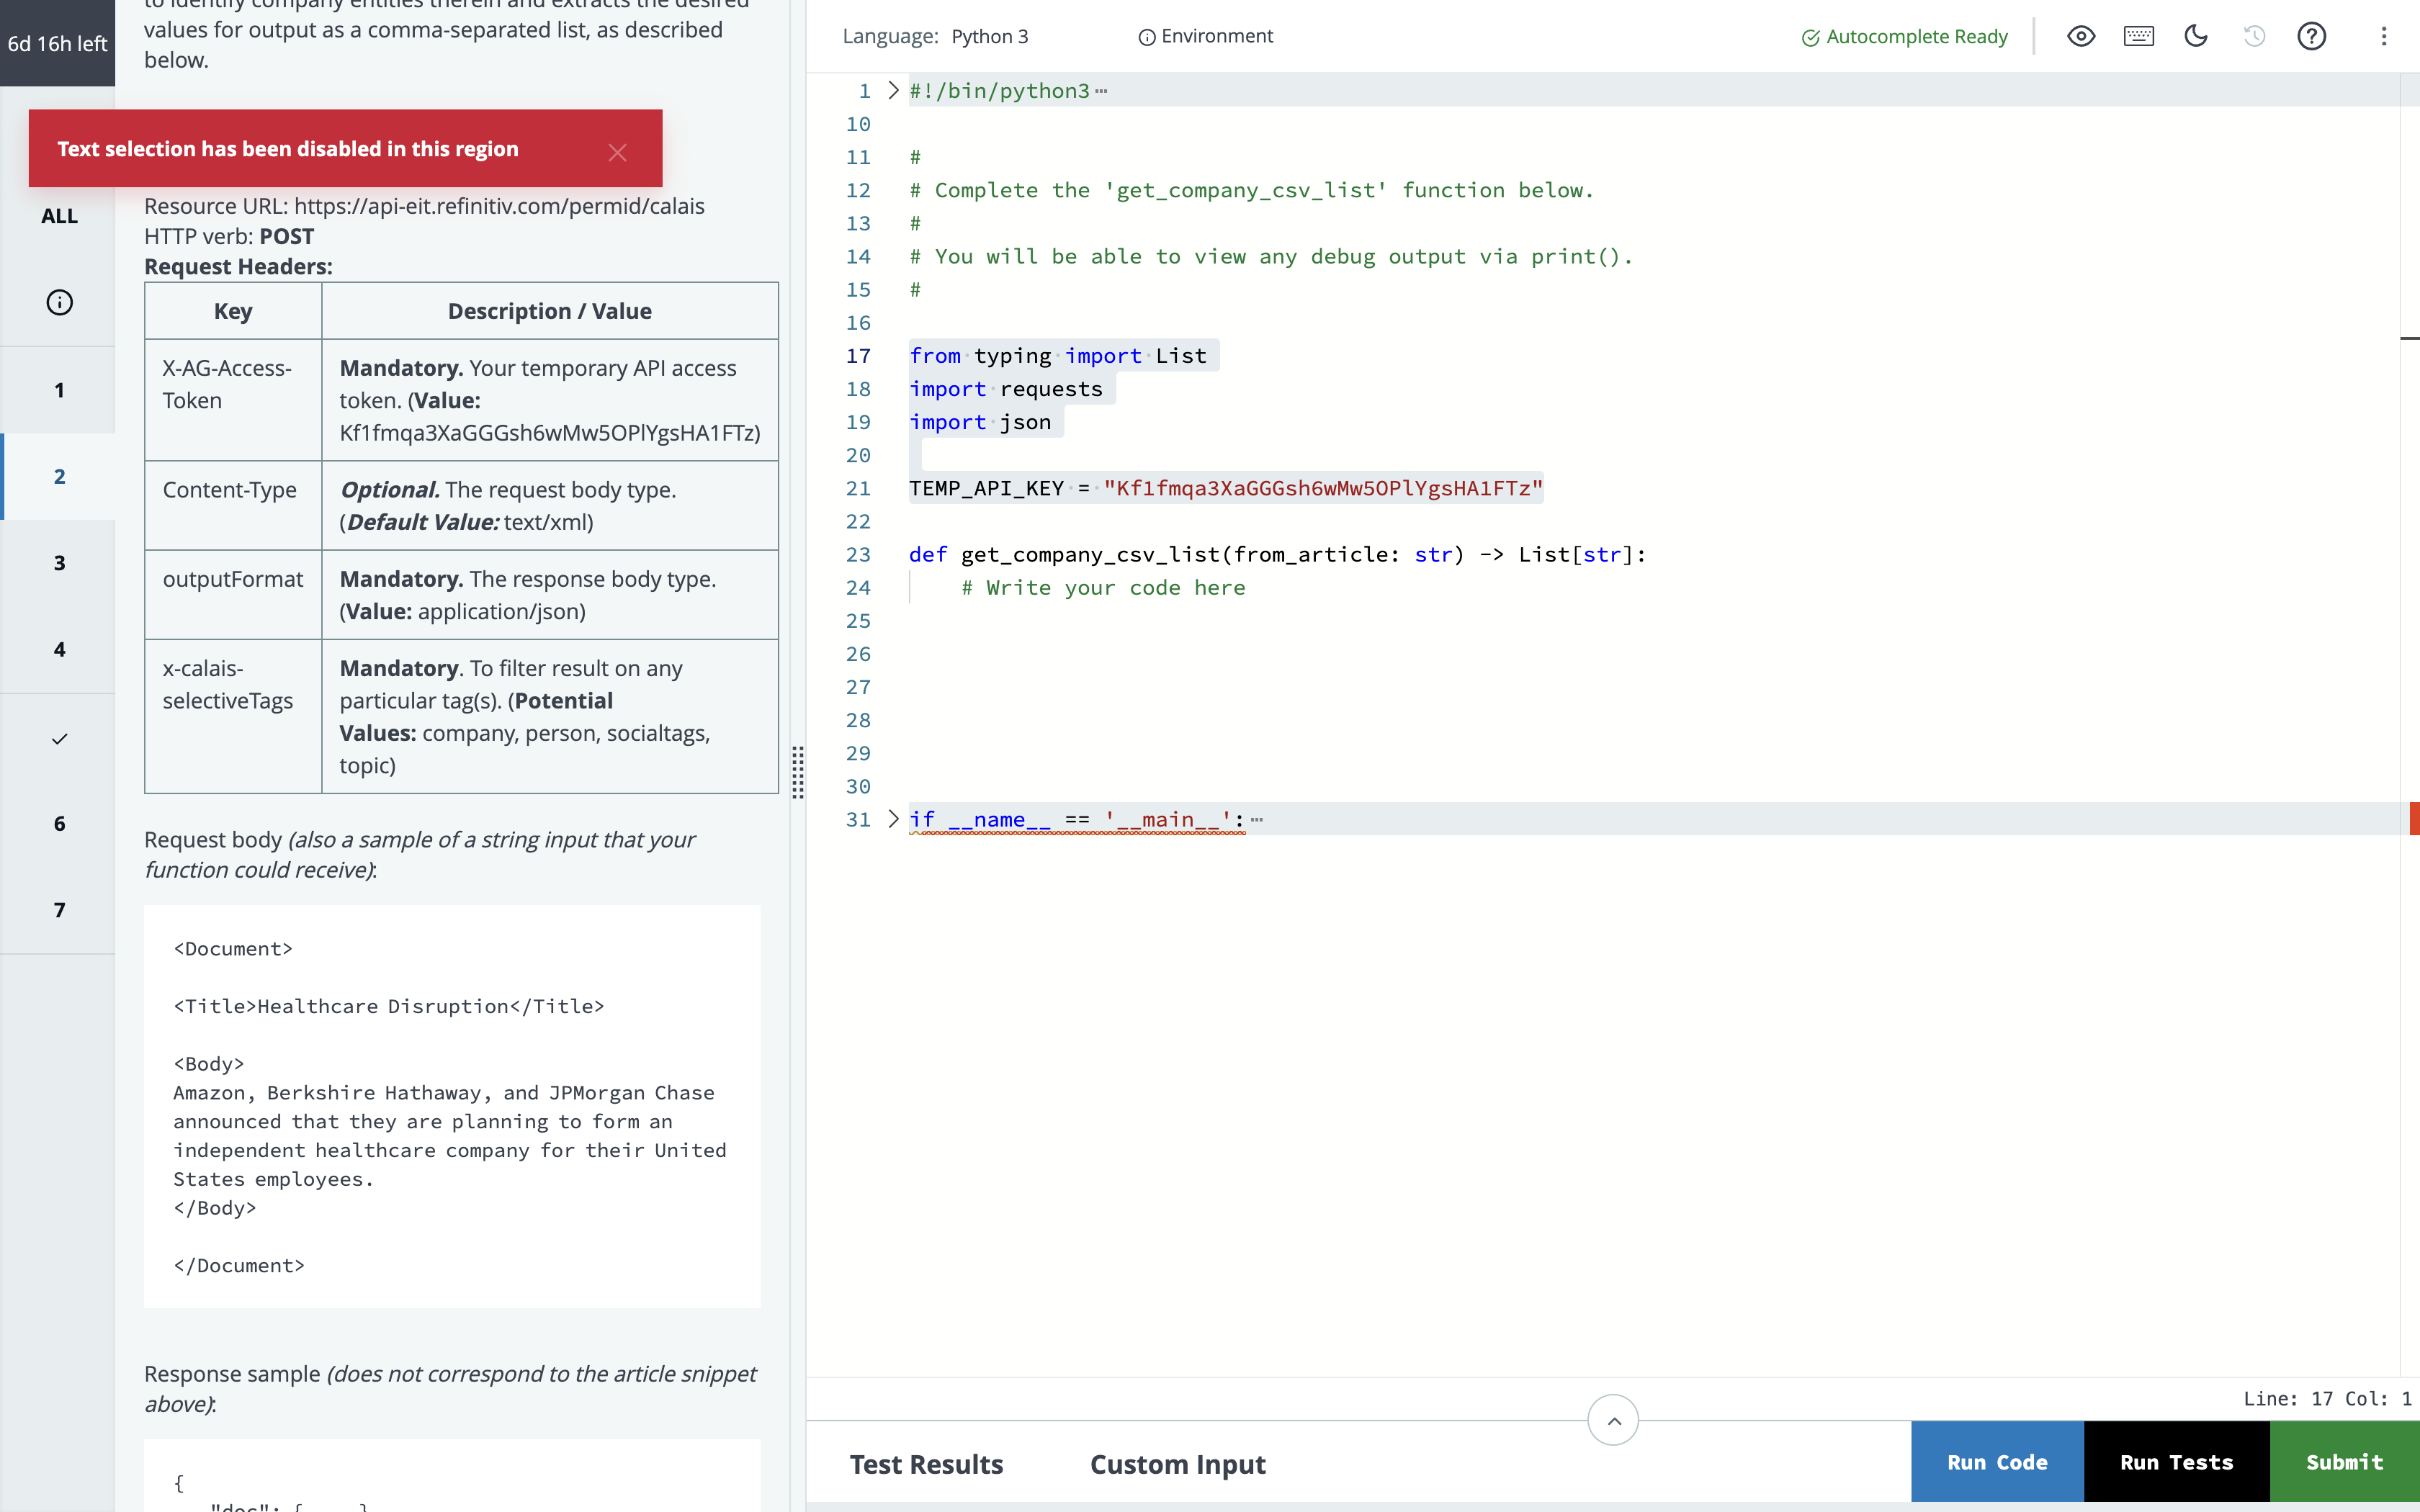 6d 16h left
ALL
1
2
3
4
6
7
to identify company entities therein and extracts the desired
values for output as a comma-separated list, as described
below.
Text selection has been disabled in this region
Resource URL: https://api-eit.refinitiv.com/permid/calais
HTTP verb: POST
Request Headers:
Key
Description / Value
X-AG-Access-
Token
Mandatory. Your temporary API access
token. (Value:
Kf1fmqa3XaGGGsh6wMw5OPlYgsHA1FTz)
Content-Type
Optional. The request body type.
(Default Value: text/xml)
outputFormat
Mandatory. The response body type.
(Value: application/json)
x-calais-
selectiveTags
Mandatory. To filter result on any
particular tag(s). (Potential
Values: company, person, socialtags,
topic)
Request body (also a sample of a string input that your
function could receive):
<Document>
<Title>Healthcare Disruption</Title>
<Body>
Amazon, Berkshire Hathaway, and JPMorgan Chase
announced that they are planning to form an
independent healthcare company for their United
States employees.
</Body>
</Document>
Response sample (does not correspond to the article snippet
above):
{
"doc": {    }
Language: Python 3
Environment
Autocomplete Ready
1 #!/bin/python3
10
11 #
12 # Complete the 'get_company_csv_list' function below.
13 #
14 # You will be able to view any debug output via print().
15 #
16
17 from typing import List
18 import requests
19 import json
20
21 TEMP_API_KEY = "Kf1fmqa3XaGGGsh6wMw5OPlYgsHA1FTz"
22
23 def get_company_csv_list(from_article: str) -> List[str]:
24     # Write your code here
25
26
27
28
29
30
31 if __name__ == '__main__':
Line: 17 Col: 1
Test Results
Custom Input
Run Code
Run Tests
Submit